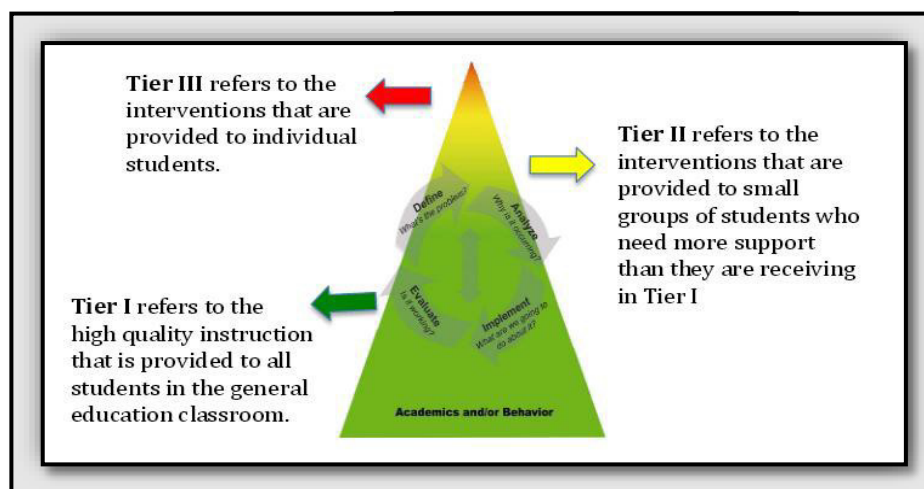 Tier III refers to the
interventions that are
provided to individual
students.
Tier II refers to the
interventions that are
provided to small
groups of students who
need more support
than they are receiving
in Tier I
Define
What's the problem?
Analyze
Why is it occurring?
Implement
What are we going to
do about it?
Evaluate
Is it working?
Tier I refers to the
high quality instruction
that is provided to all
students in the general
education classroom.
Academics and/or Behavior